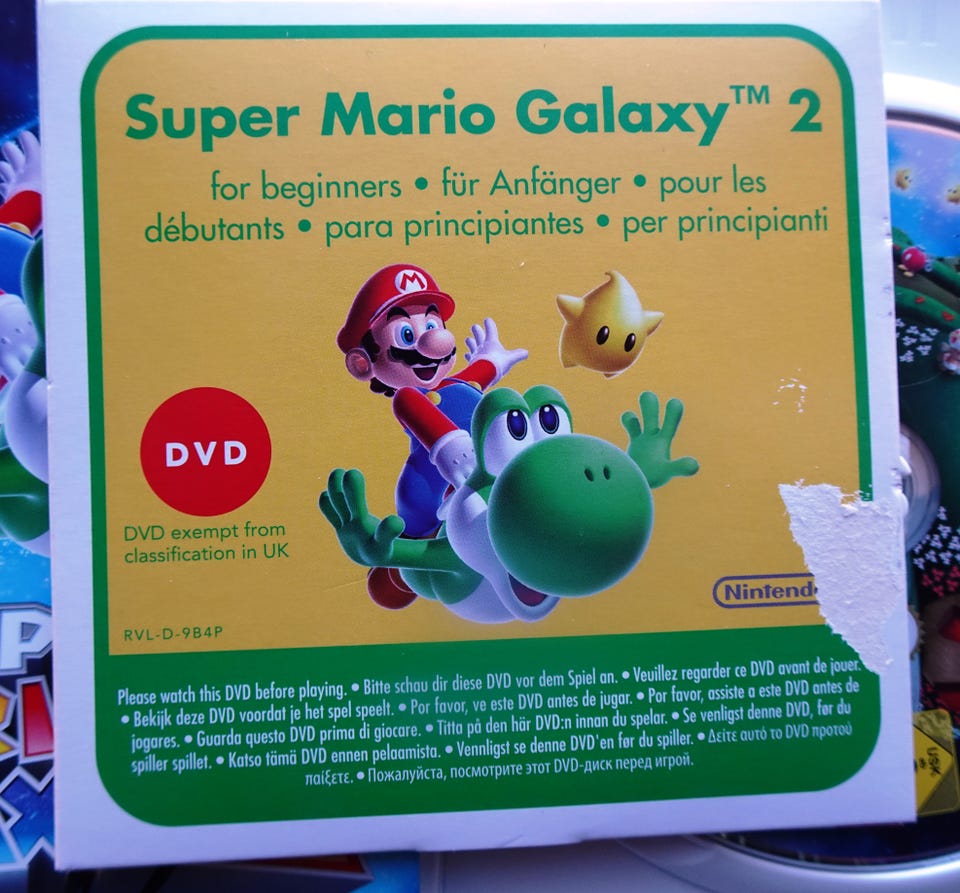 Super Mario Galaxy™ 2
for beginners • für Anfänger • pour les
débutants • para principiantes • per principianti
M
DVD
DVD exempt from
classification in UK
Nintend
RVL-D-9B4P
Please watch this DVD before playing. • Bitte schau dir diese DVD vor dem Spiel an. • Veuillez regarder ce DVD avant de jouer.
• Bekijk deze DVD voordat je het spel speelt. • Por favor, ve este DVD antes de jugar. • Por favor, assiste a este DVD antes de
jogares. • Guarda questo DVD prima di giocare. • Titta på den här DVD:n innan du spelar. • Se venligst denne DVD, før du
spiller spillet. • Katso tämä DVD ennen pelaamista. • Vennligst se denne DVD'en før du spiller. • Δείτε αυτό το DVD προτού
παίξετε. • Пожалуйста, посмотрите этот DVD-диск перед игрой.
USK